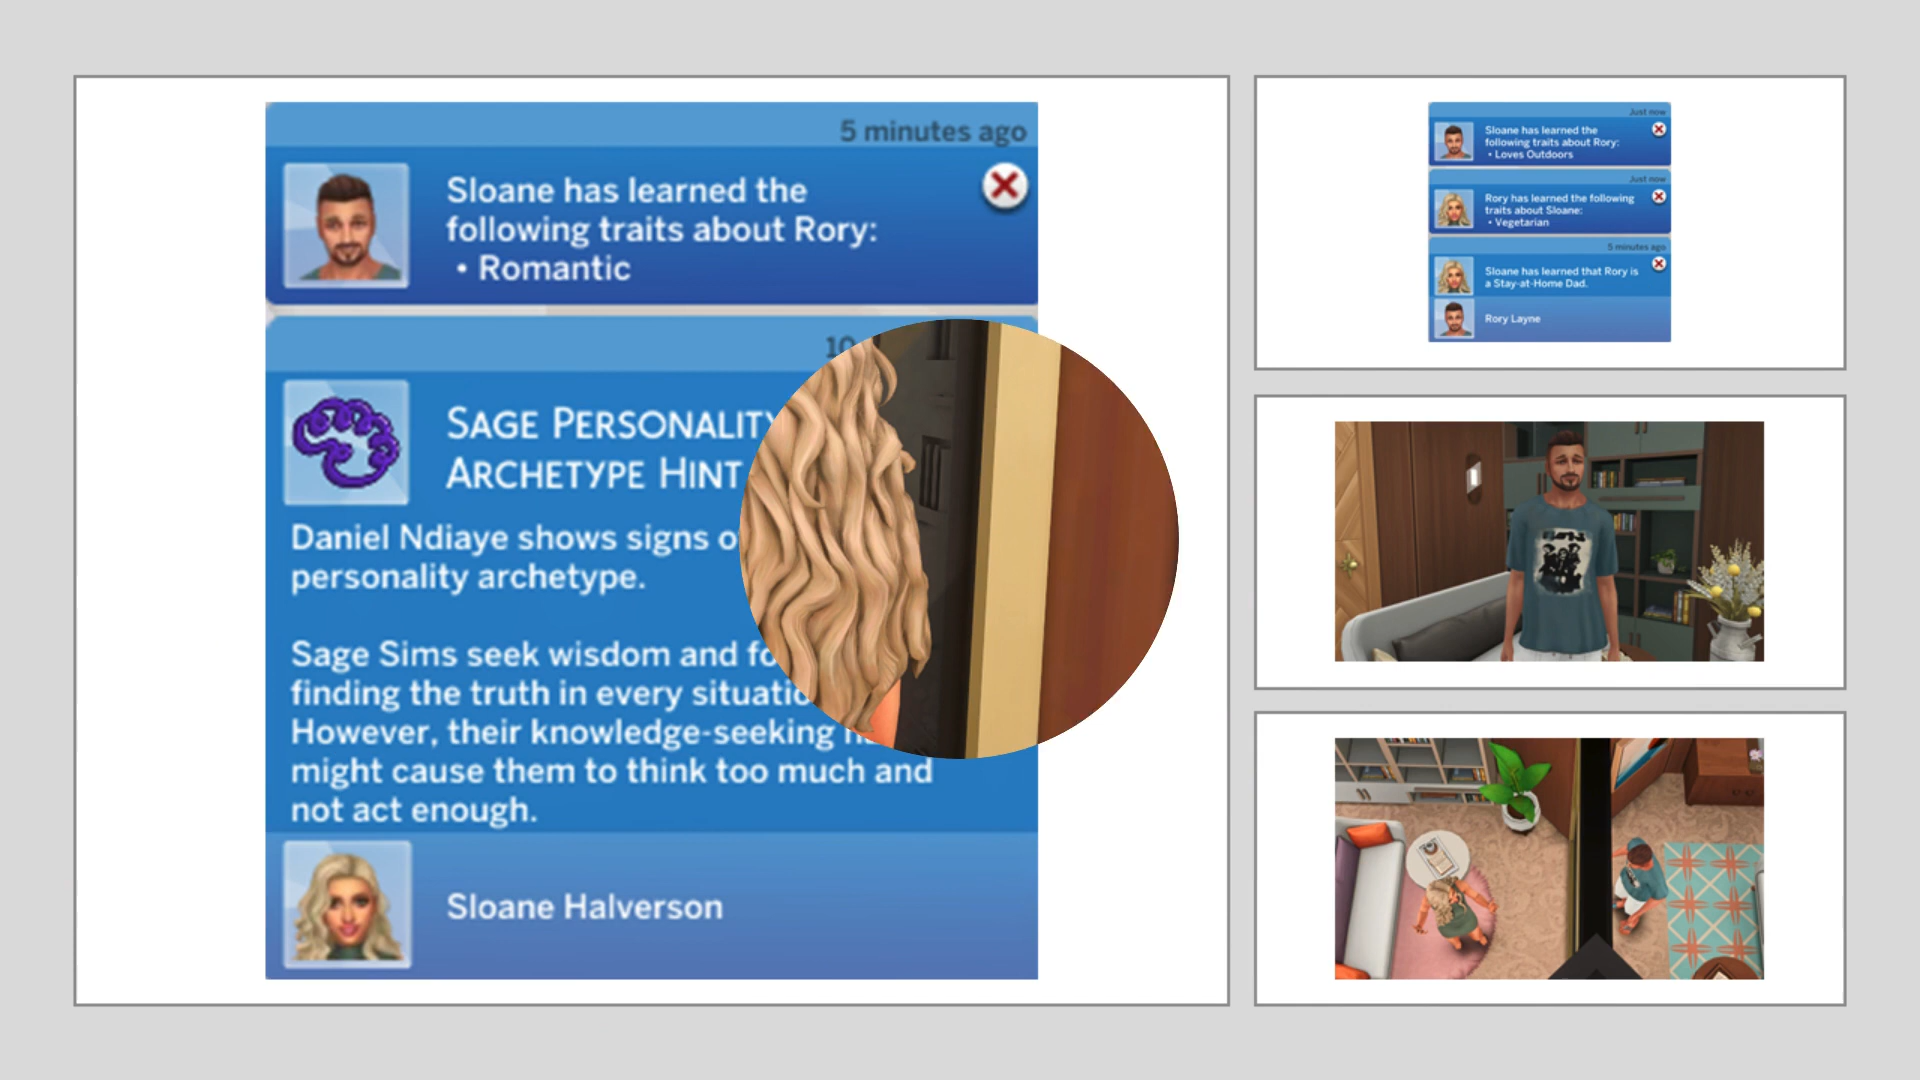 5 minutes ago
Sloane has learned the
following traits about Rory:
• Romantic
10
SAGE PERSONALITY
ARCHETYPE HINT
Daniel Ndiaye shows signs
personality archetype.
Sage Sims seek wisdom and
finding the truth in every
However, their knowledge-seeking
might cause them to think too much and
not act enough.
Sloane Halverson
Just now
Sloane has learned the
following traits about Rory:
• Loves Outdoors
Just now
Rory has learned the following
traits about Sloane:
• Vegetarian
5 minutes ago
Sloane has learned that Rory is
a Stay-at-Home Dad.
Rory Layne